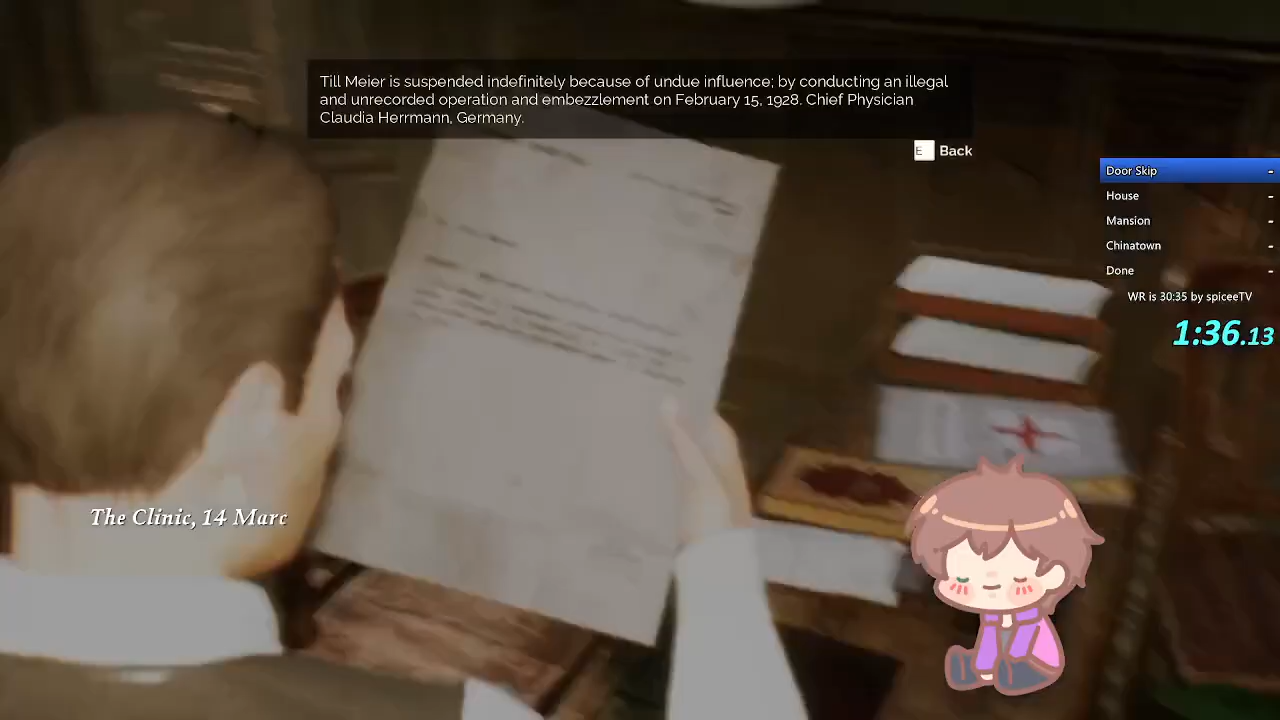 Till Meier is suspended indefinitely because of undue influence; by conducting an illegal
and unrecorded operation and embezzlement on February 15, 1928. Chief Physician
Claudia Herrmann, Germany.
E Back
Door Skip -
House -
Mansion -
Chinatown -
Done -
WR is 30:35 by spiceeTV
1:36.13
The Clinic, 14 Marc